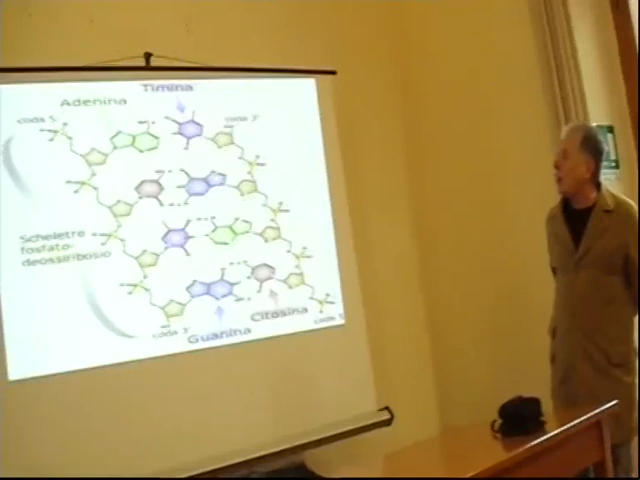 Timina
Adenina
coda 5'
coda 3'
Scheletro
fosfato-
deossiribosio
Citosina
coda 5'
coda 3'
Guanina